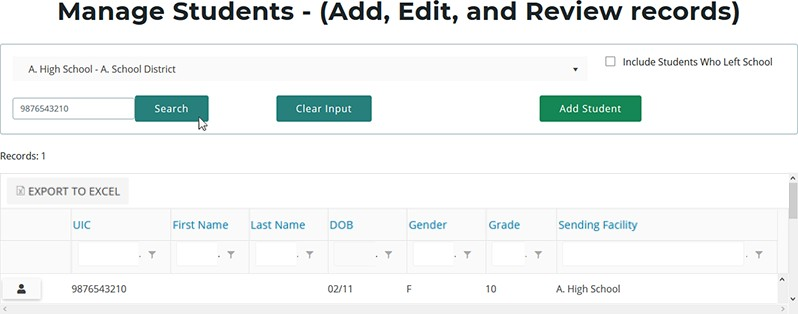 Manage Students - (Add, Edit, and Review records)
A. High School - A. School District
Include Students Who Left School
9876543210 Search Clear Input Add Student
Records: 1
EXPORT TO EXCEL
UIC First Name Last Name DOB Gender Grade Sending Facility
9876543210 02/11 F 10 A. High School